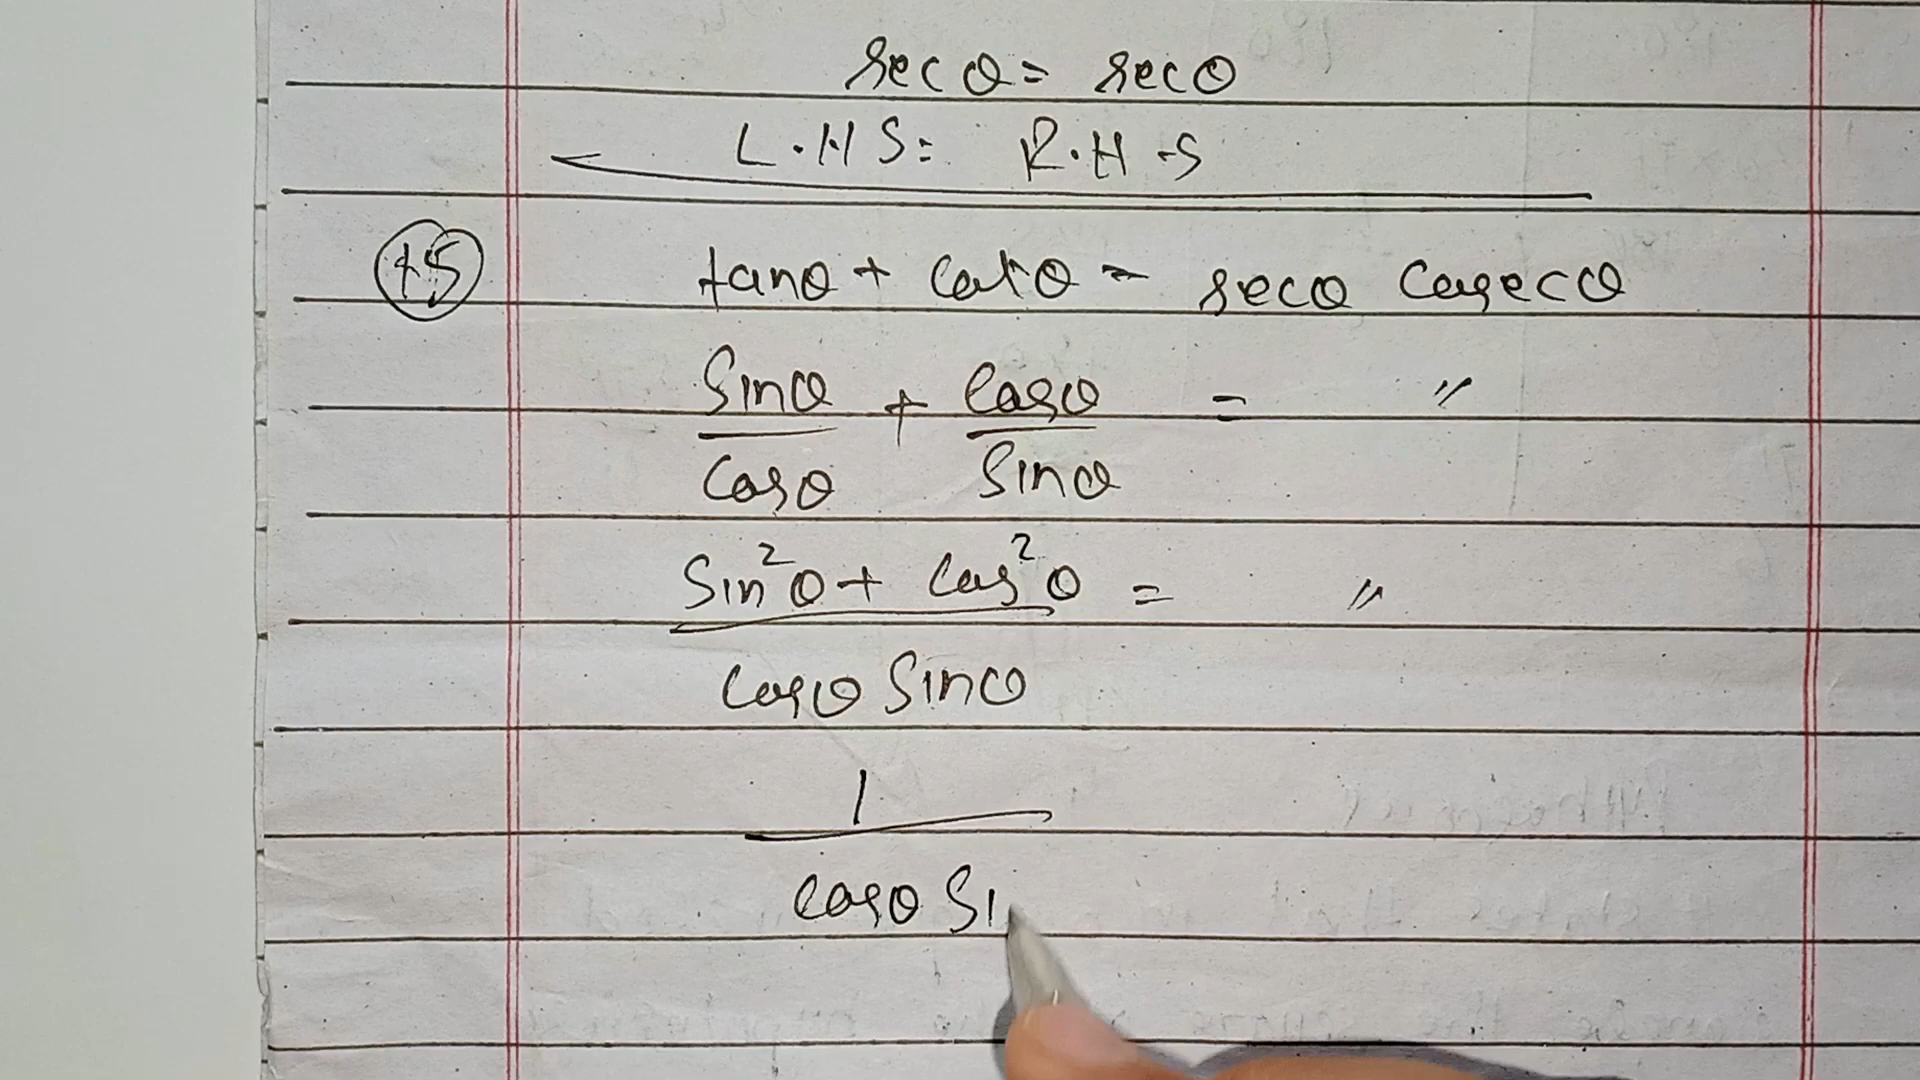 secθ = secθ
L.H S = R.H.S
15 tanθ + cotθ = secθ cosecθ
sinθ/cosθ + cosθ/sinθ = 〃
sin²θ + cos²θ = 〃
cosθ sinθ
1
cosθ si